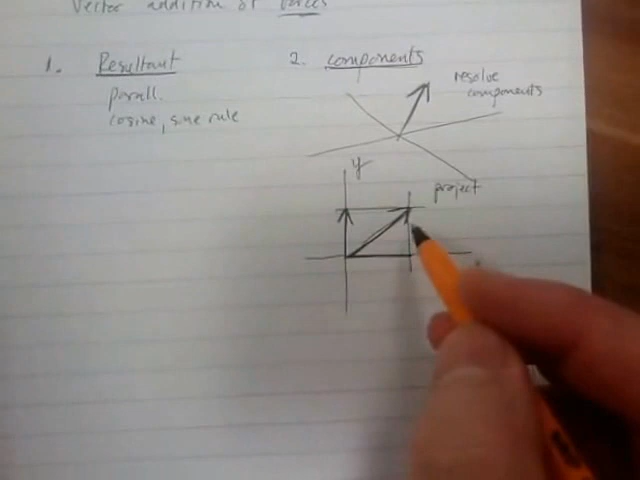 Vector addition of Forces
1. Resultant
parall.
cosine, sine rule
2. components
resolve
components
y
project